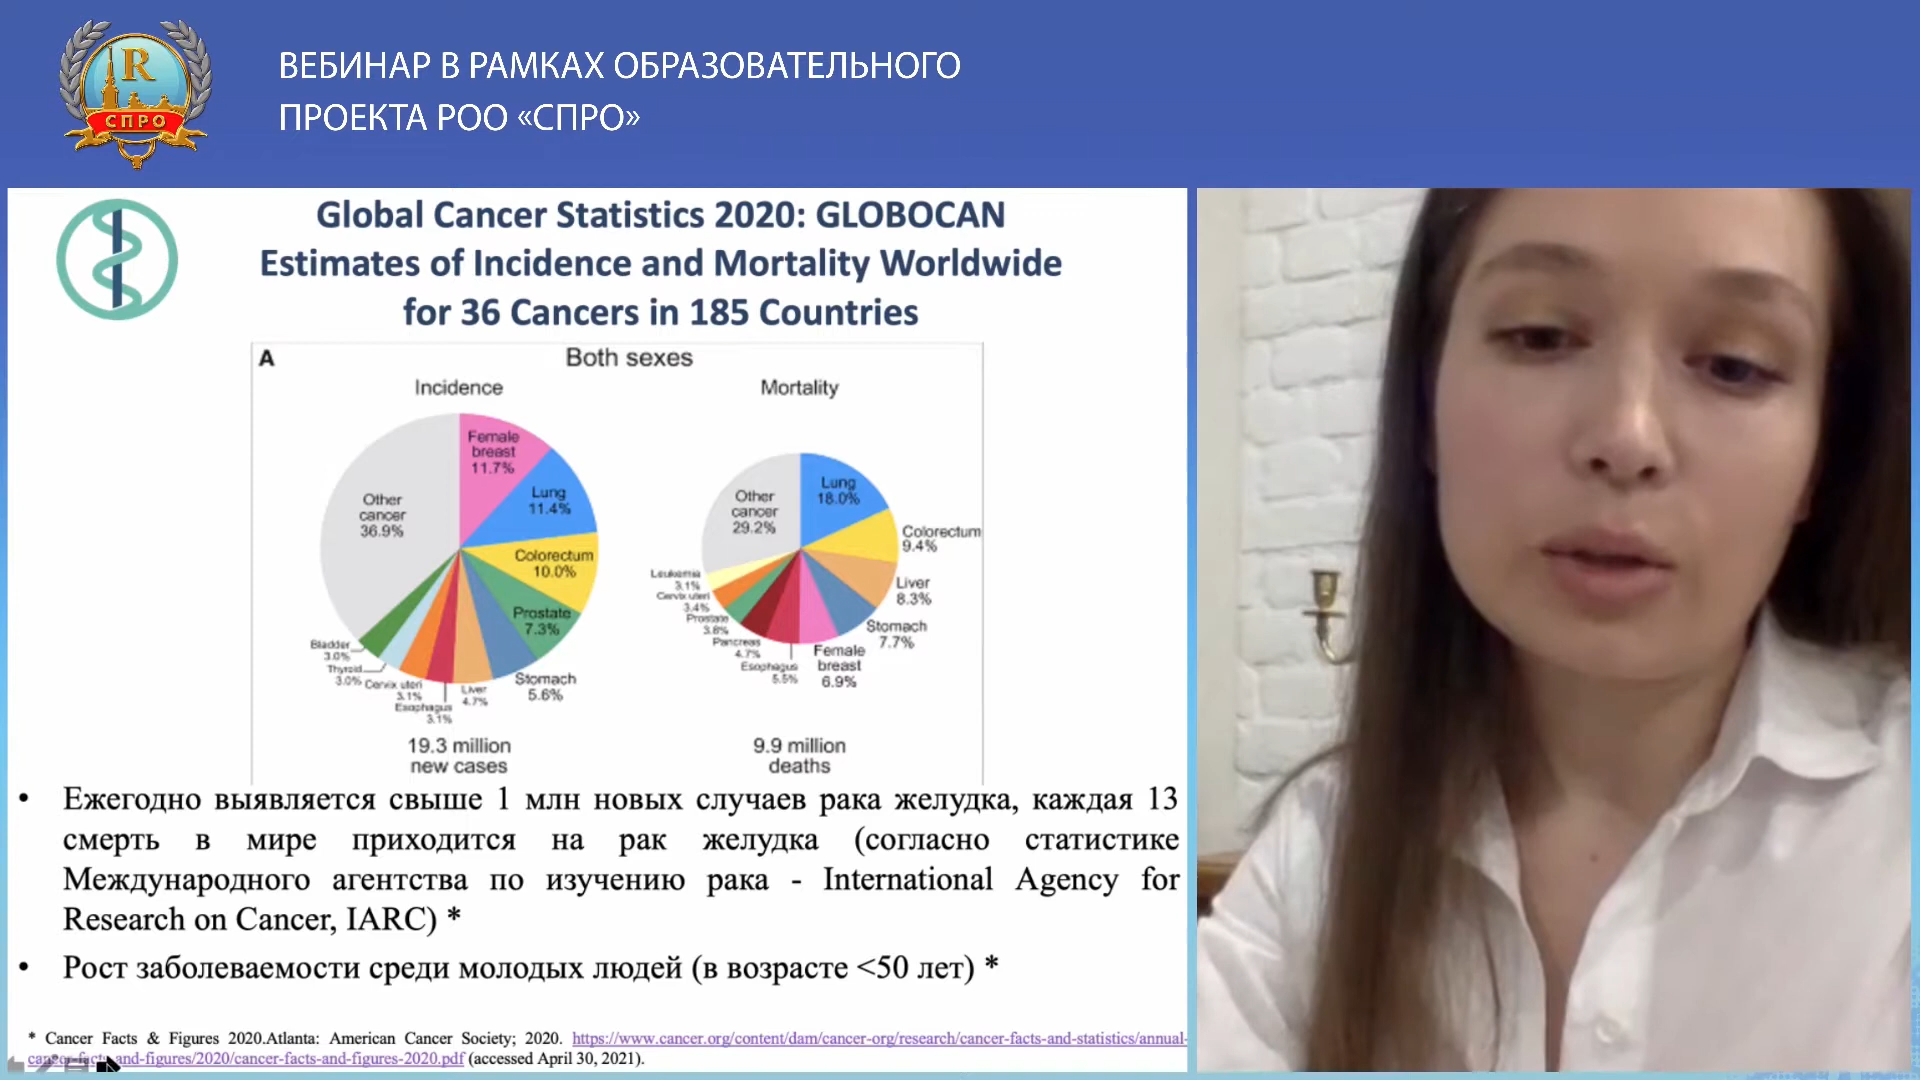 R
СПРО
ВЕБИНАР В РАМКАХ ОБРАЗОВАТЕЛЬНОГО
ПРОЕКТА РОО «СПРО»
Global Cancer Statistics 2020: GLOBOCAN
Estimates of Incidence and Mortality Worldwide
for 36 Cancers in 185 Countries
A
Both sexes
Incidence
Female
breast
11.7%
Lung
11.4%
Colorectum
10.0%
Prostate
7.3%
Stomach
5.6%
Liver
4.7%
Esophagus
3.1%
Cervix uteri
3.1%
Thyroid
3.0%
Bladder
3.0%
Other
cancer
36.9%
19.3 million
new cases
Mortality
Lung
18.0%
Colorectum
9.4%
Liver
8.3%
Stomach
7.7%
Female
breast
6.9%
Esophagus
5.5%
Pancreas
4.7%
Prostate
3.8%
Cervix uteri
3.4%
Leukemia
3.1%
Other
cancer
29.2%
9.9 million
deaths
• Ежегодно выявляется свыше 1 млн новых случаев рака желудка, каждая 13
смерть в мире приходится на рак желудка (согласно статистике
Международного агентства по изучению рака - International Agency for
Research on Cancer, IARC) *
• Рост заболеваемости среди молодых людей (в возрасте <50 лет) *
* Cancer Facts & Figures 2020.Atlanta: American Cancer Society; 2020. https://www.cancer.org/content/dam/cancer-org/research/cancer-facts-and-statistics/annual-
cancer-facts-and-figures/2020/cancer-facts-and-figures-2020.pdf (accessed April 30, 2021).